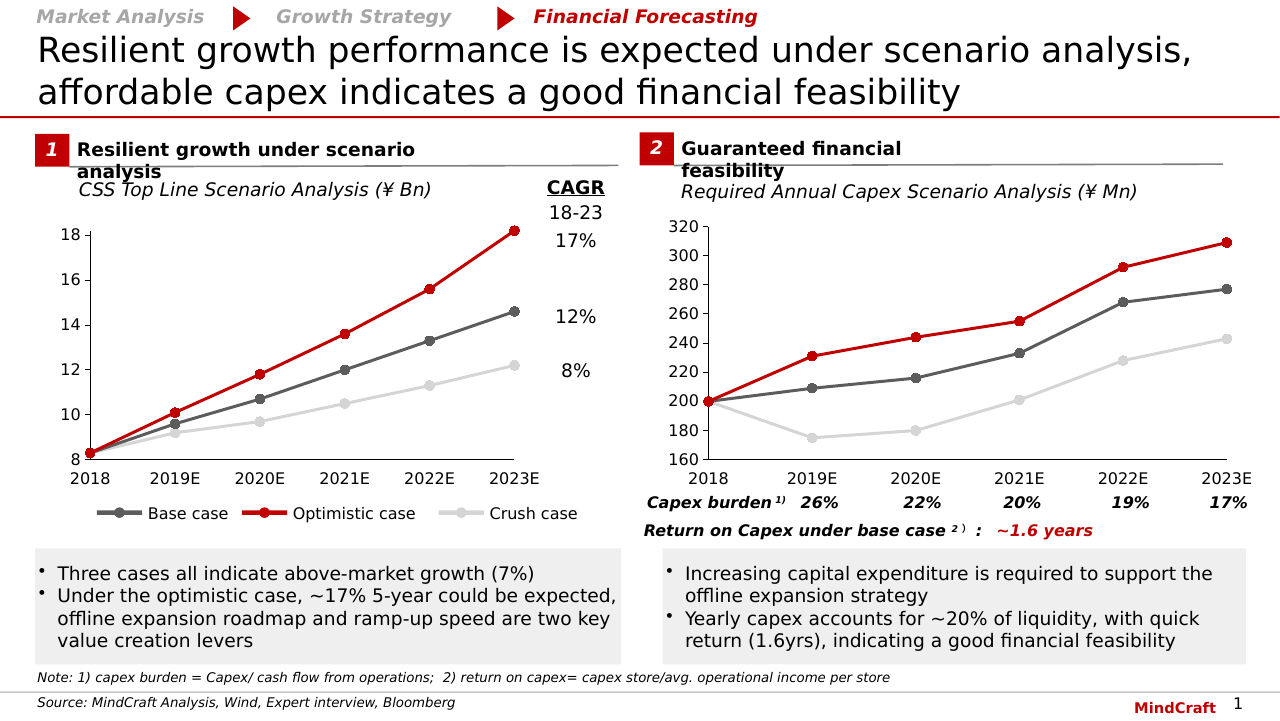 Market Analysis Growth Strategy Financial Forecasting
Resilient growth performance is expected under scenario analysis,
affordable capex indicates a good financial feasibility
1 Resilient growth under scenario
analysis
CSS Top Line Scenario Analysis (¥ Bn)
CAGR
18-23
17%
12%
8%
18
16
14
12
10
8
2018 2019E 2020E 2021E 2022E 2023E
Base case Optimistic case Crush case
Three cases all indicate above-market growth (7%)
Under the optimistic case, ~17% 5-year could be expected,
offline expansion roadmap and ramp-up speed are two key
value creation levers
2 Guaranteed financial
feasibility
Required Annual Capex Scenario Analysis (¥ Mn)
320
300
280
260
240
220
200
180
160
2018 2019E 2020E 2021E 2022E 2023E
Capex burden 1) 26% 22% 20% 19% 17%
Return on Capex under base case 2) : ~1.6 years
Increasing capital expenditure is required to support the
offline expansion strategy
Yearly capex accounts for ~20% of liquidity, with quick
return (1.6yrs), indicating a good financial feasibility
Note: 1) capex burden = Capex/ cash flow from operations; 2) return on capex= capex store/avg. operational income per store
Source: MindCraft Analysis, Wind, Expert interview, Bloomberg
MindCraft 1